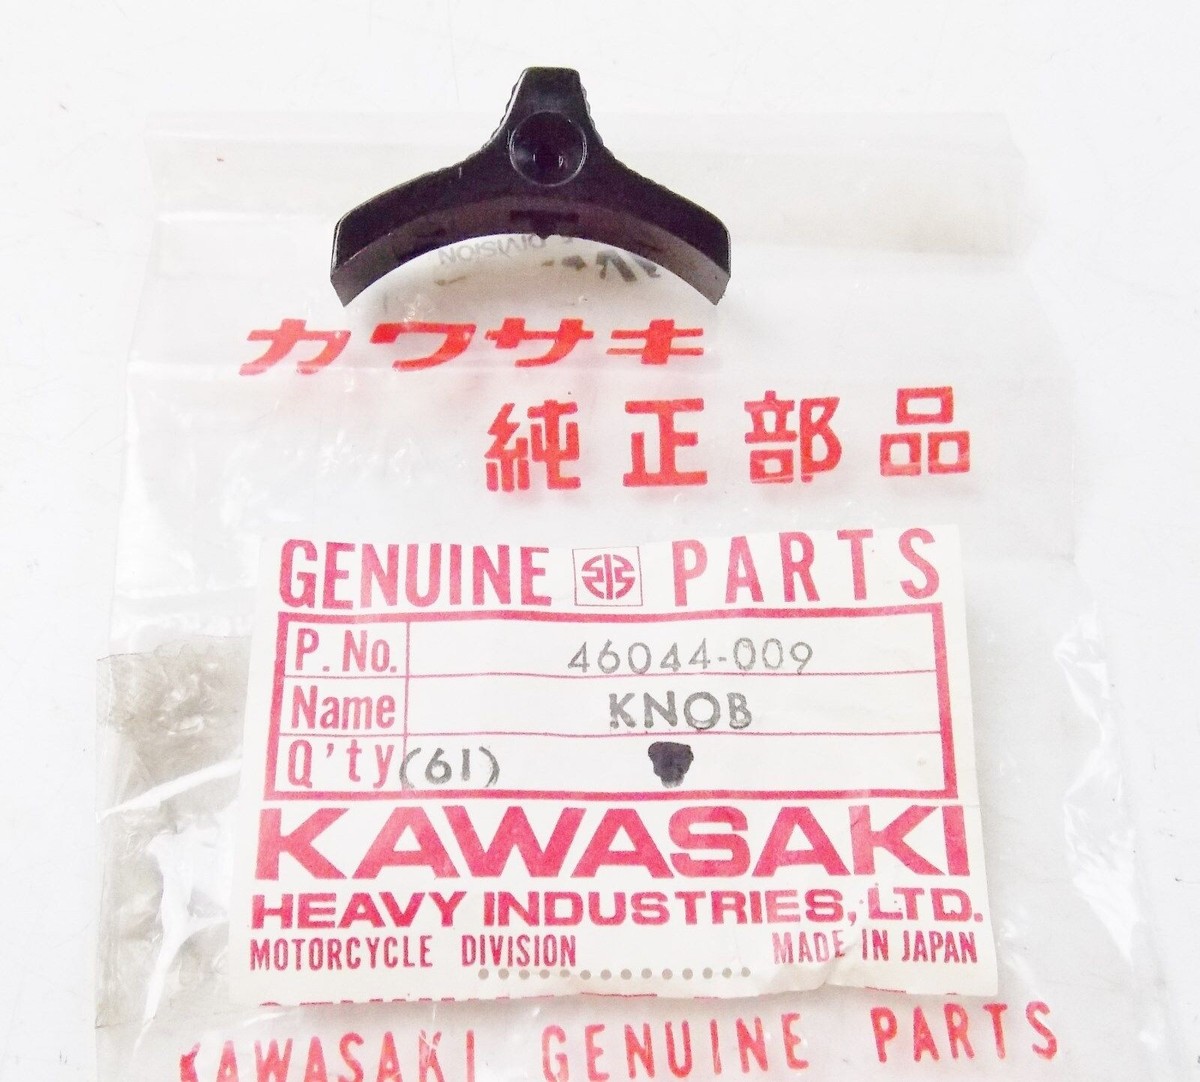 DIVISION
カワサキ
純正部品
GENUINE PARTS
P. No. 46044-009
Name KNOB
Q'ty (61)
KAWASAKI
HEAVY INDUSTRIES, LTD.
MOTORCYCLE DIVISION MADE IN JAPAN
KAWASAKI GENUINE PARTS